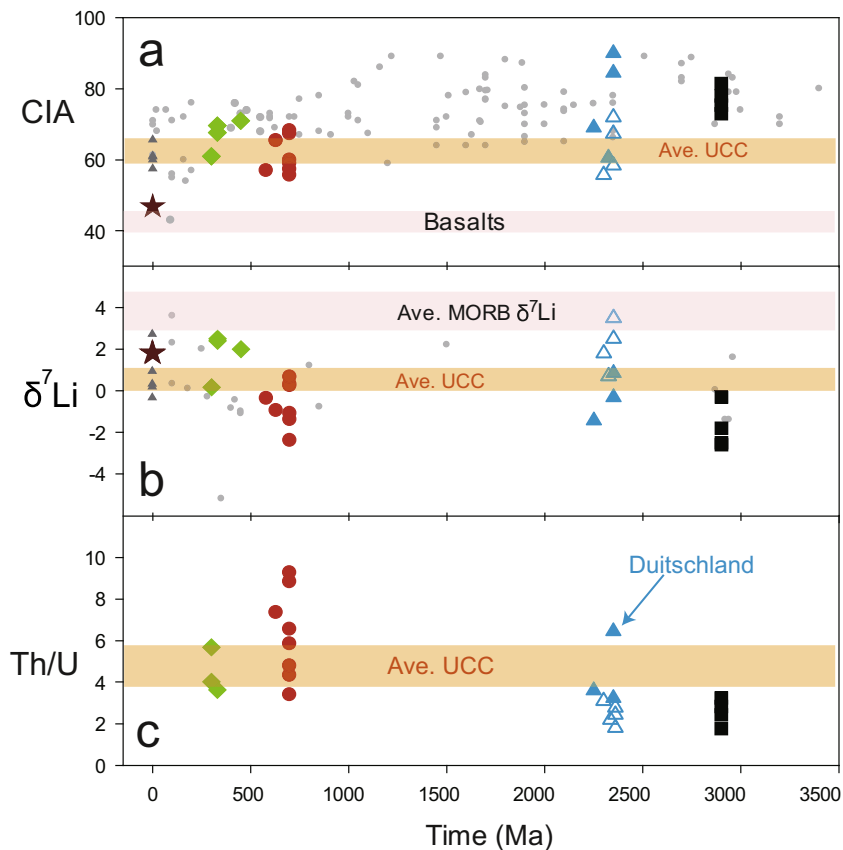 100
a
80
CIA
60
Ave. UCC
40
Basalts
b
4
Ave. MORB δ⁷Li
2
Ave. UCC
δ⁷Li
0
-2
-4
c
10
Duitschland
8
6
Th/U
Ave. UCC
4
2
0
0 500 1000 1500 2000 2500 3000 3500
Time (Ma)